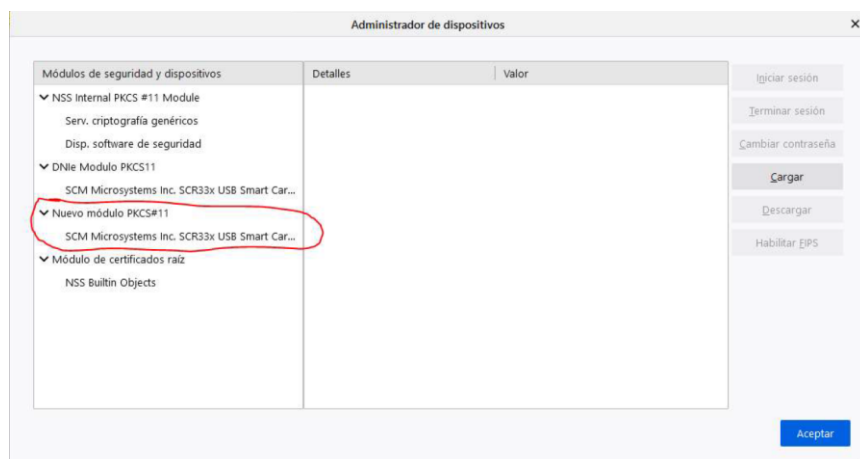 Administrador de dispositivos
Módulos de seguridad y dispositivos
Detalles
Valor
NSS Internal PKCS #11 Module
Serv. criptografía genéricos
Disp. software de seguridad
DNIe Modulo PKCS11
SCM Microsystems Inc. SCR33x USB Smart Car...
Nuevo módulo PKCS#11
SCM Microsystems Inc. SCR33x USB Smart Car...
Módulo de certificados raíz
NSS Builtin Objects
Iniciar sesión
Terminar sesión
Cambiar contraseña
Cargar
Descargar
Habilitar FIPS
Aceptar